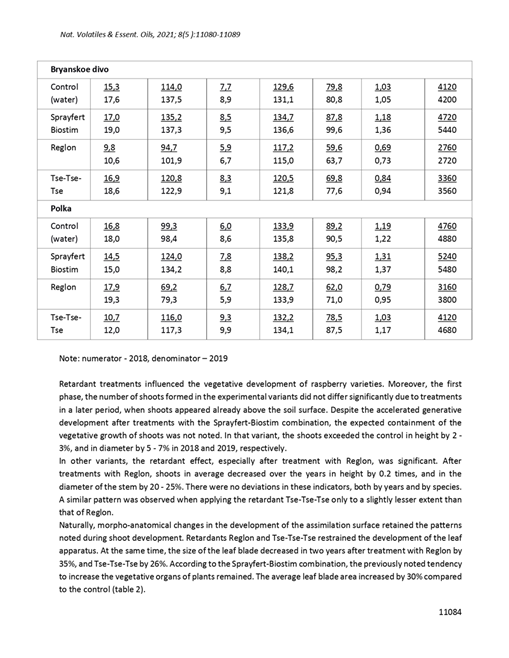 Nat. Volatiles & Essent. Oils, 2021; 8(5 ):11080-11089
Bryanskoe divo
Control 15,3 114,0 7,7 129,6 79,8 1,03 4120
(water) 17,6 137,5 8,9 131,1 80,8 1,05 4200
Sprayfert 17,0 135,2 8,5 134,7 87,8 1,18 4720
Biostim 19,0 137,3 9,5 136,6 99,6 1,36 5440
Reglon 9,8 94,7 5,9 117,2 59,6 0,69 2760
10,6 101,9 6,7 115,0 63,7 0,73 2720
Tse-Tse- 16,9 120,8 8,3 120,5 69,8 0,84 3360
Tse 18,6 122,9 9,1 121,8 77,6 0,94 3560
Polka
Control 16,8 99,3 6,0 133,9 89,2 1,19 4760
(water) 18,0 98,4 8,6 135,8 90,5 1,22 4880
Sprayfert 14,5 124,0 7,8 138,2 95,3 1,31 5240
Biostim 15,0 134,2 8,8 140,1 98,2 1,37 5480
Reglon 17,9 69,2 6,7 128,7 62,0 0,79 3160
19,3 79,3 5,9 133,9 71,0 0,95 3800
Tse-Tse- 10,7 116,0 9,3 132,2 78,5 1,03 4120
Tse 12,0 117,3 9,9 134,1 87,5 1,17 4680
Note: numerator - 2018, denominator – 2019
Retardant treatments influenced the vegetative development of raspberry varieties. Moreover, the first
phase, the number of shoots formed in the experimental variants did not differ significantly due to treatments
in a later period, when shoots appeared already above the soil surface. Despite the accelerated generative
development after treatments with the Sprayfert-Biostim combination, the expected containment of the
vegetative growth of shoots was not noted. In that variant, the shoots exceeded the control in height by 2 -
3%, and in diameter by 5 - 7% in 2018 and 2019, respectively.
In other variants, the retardant effect, especially after treatment with Reglon, was significant. After
treatments with Reglon, shoots in average decreased over the years in height by 0.2 times, and in the
diameter of the stem by 20 - 25%. There were no deviations in these indicators, both by years and by species.
A similar pattern was observed when applying the retardant Tse-Tse-Tse only to a slightly lesser extent than
that of Reglon.
Naturally, morpho-anatomical changes in the development of the assimilation surface retained the patterns
noted during shoot development. Retardants Reglon and Tse-Tse-Tse restrained the development of the leaf
apparatus. At the same time, the size of the leaf blade decreased in two years after treatment with Reglon by
35%, and Tse-Tse-Tse by 26%. According to the Sprayfert-Biostim combination, the previously noted tendency
to increase the vegetative organs of plants remained. The average leaf blade area increased by 30% compared
to the control (table 2).
11084